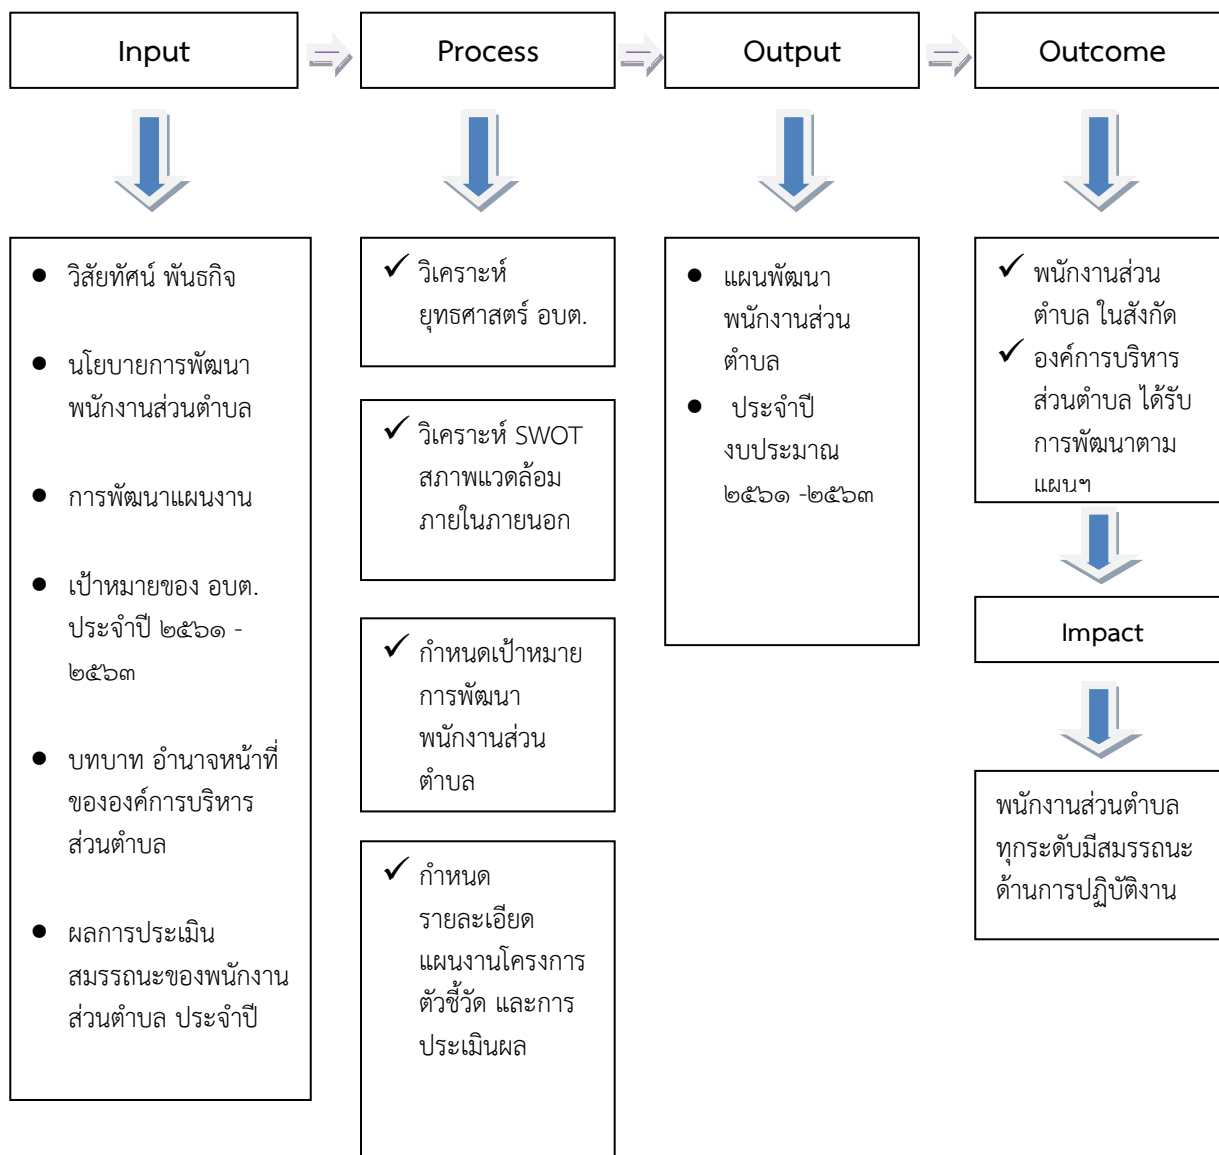 Input
Process
Output
Outcome
วิสัยทัศน์ พันธกิจ
นโยบายการพัฒนา
พนักงานส่วนตำบล
การพัฒนาแผนงาน
เป้าหมายของ อบต.
ประจำปี ๒๕๖๑ -
๒๕๖๓
บทบาท อำนาจหน้าที่
ขององค์การบริหาร
ส่วนตำบล
ผลการประเมิน
สมรรถนะของพนักงาน
ส่วนตำบล ประจำปี
วิเคราะห์
ยุทธศาสตร์ อบต.
วิเคราะห์ SWOT
สภาพแวดล้อม
ภายในภายนอก
กำหนดเป้าหมาย
การพัฒนา
พนักงานส่วน
ตำบล
กำหนด
รายละเอียด
แผนงานโครงการ
ตัวชี้วัด และการ
ประเมินผล
แผนพัฒนา
พนักงานส่วน
ตำบล
ประจำปี
งบประมาณ
๒๕๖๑ -๒๕๖๓
พนักงานส่วน
ตำบล ในสังกัด
องค์การบริหาร
ส่วนตำบล ได้รับ
การพัฒนาตาม
แผนฯ
Impact
พนักงานส่วนตำบล
ทุกระดับมีสมรรถนะ
ด้านการปฏิบัติงาน